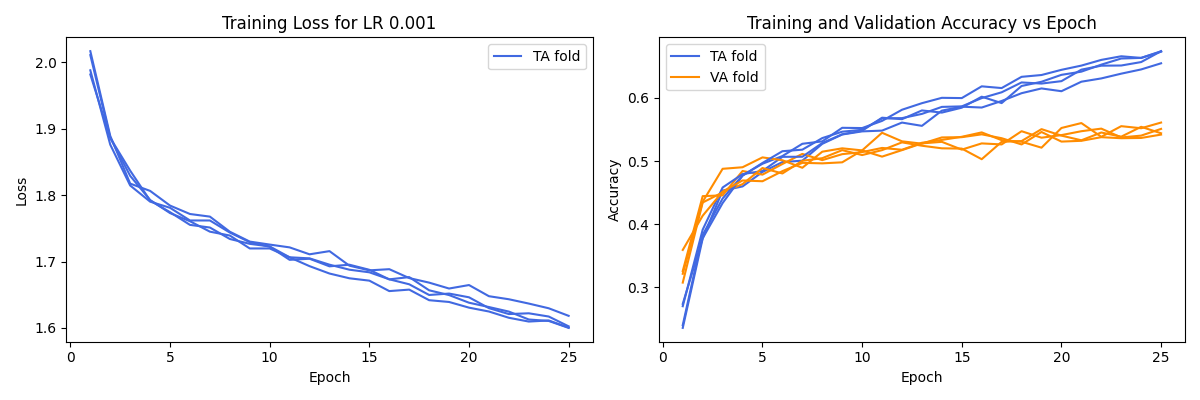 Training Loss for LR 0.001
TA fold
2.0
1.9
1.8
1.7
1.6
Loss
0
5
10
15
20
25
Epoch
Training and Validation Accuracy vs Epoch
TA fold
VA fold
0.6
0.5
0.4
0.3
Accuracy
0
5
10
15
20
25
Epoch